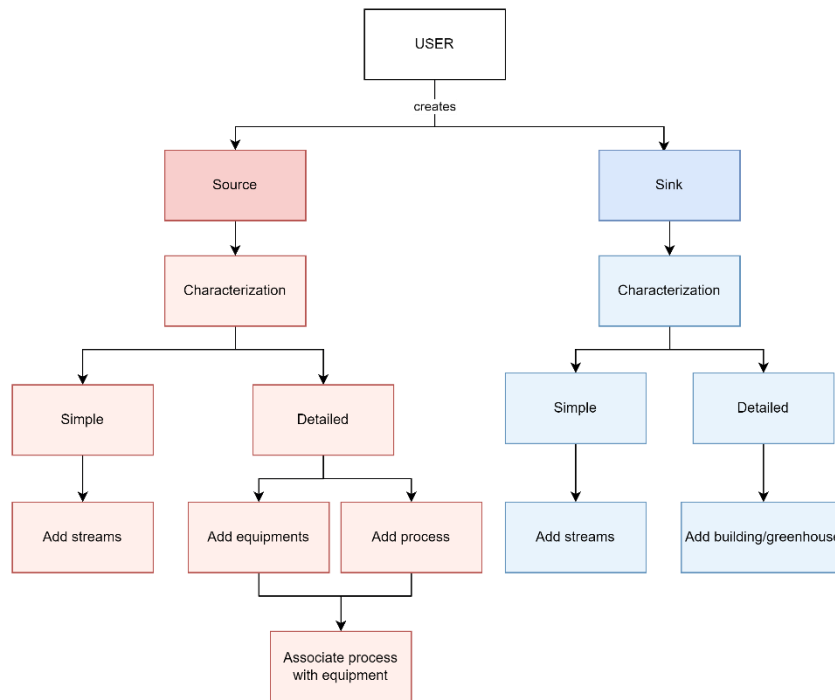 USER
creates
Source
Sink
Characterization
Characterization
Simple
Detailed
Simple
Detailed
Add streams
Add equipments
Add process
Add streams
Add building/greenhouse
Associate process
with equipment